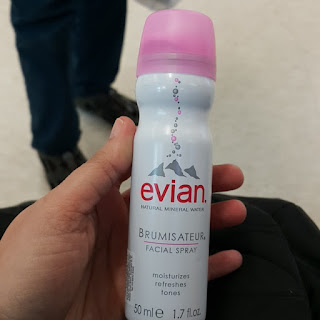 evian.
NATURAL MINERAL WATER
BRUMISATEUR®
FACIAL SPRAY
moisturizes
refreshes
tones
50 ml e 1.7 fl.oz.